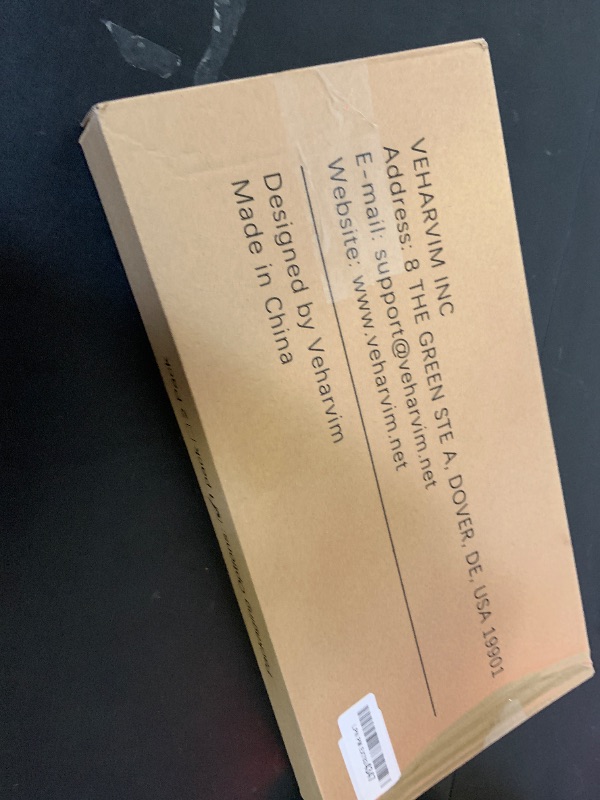 VEHARVIM INC
Address: 8 THE GREEN STE A, DOVER, DE, USA 19901
E-mail: support@veharvim.net
Website: www.veharvim.net
Designed by Veharvim
Made in China